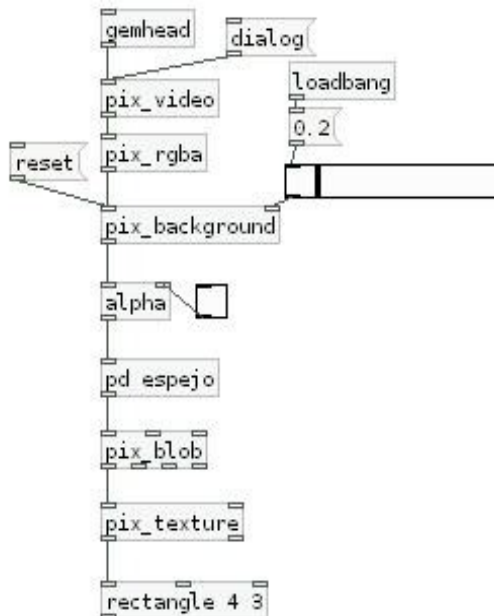 gemhead
dialog
pix_video
loadbang
0.2
pix_rgba
reset
pix_background
alpha
pd espejo
pix_blob
pix_texture
rectangle 4 3